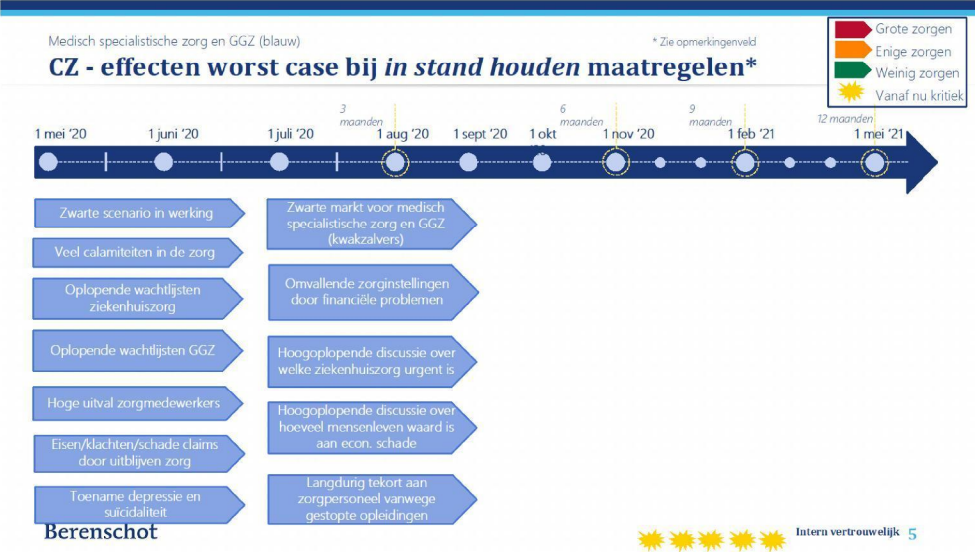 Medisch specialistische zorg en GGZ (blauw)
* Zie opmerkingenveld
CZ - effecten worst case bij in stand houden maatregelen*
Grote zorgen
Enige zorgen
Weinig zorgen
Vanaf nu kritiek
3
maanden
6
maanden
9
maanden
12 maanden
1 mei '20
1 juni '20
1 juli '20
1 aug '20
1 sept '20
1 okt
1 nov '20
1 feb '21
1 mei '21
Zwarte scenario in werking
Veel calamiteiten in de zorg
Oplopende wachtlijsten
ziekenhuiszorg
Oplopende wachtlijsten GGZ
Hoge uitval zorgmedewerkers
Eisen/klachten/schade claims
door uitblijven zorg
Toename depressie en
suïcidaliteit
Zwarte markt voor medisch
specialistische zorg en GGZ
(kwakzalvers)
Omvallende zorginstellingen
door financiële problemen
Hoogoplopende discussie over
welke ziekenhuiszorg urgent is
Hoogoplopende discussie over
hoeveel mensenleven waard is
aan econ. schade
Langdurig tekort aan
zorgpersoneel vanwege
gestopte opleidingen
Berenschot
Intern vertrouwelijk 5